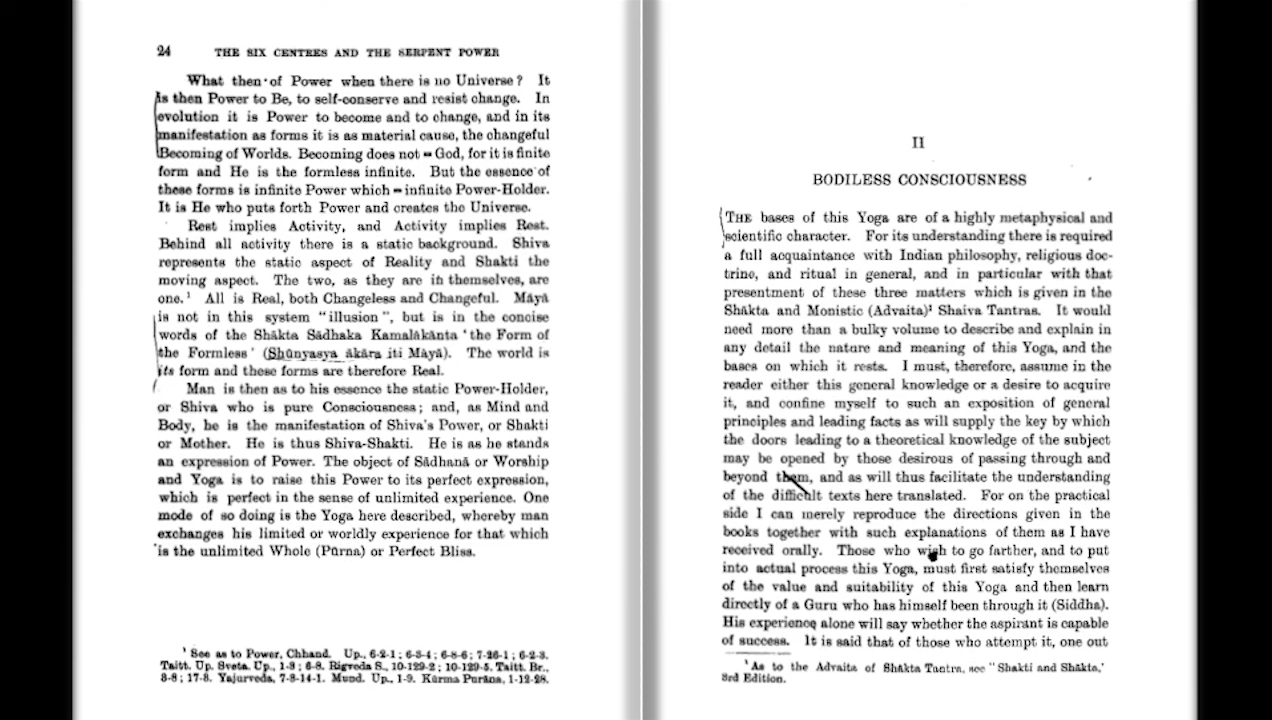 24 THE SIX CENTRES AND THE SERPENT POWER
What then of Power when there is no Universe ? It
is then Power to Be, to self-conserve and resist change. In
evolution it is Power to become and to change, and in its
manifestation as forms it is as material cause, the changeful
Becoming of Worlds. Becoming does not = God, for it is finite
form and He is the formless infinite. But the essence of
these forms is infinite Power which = infinite Power-Holder.
It is He who puts forth Power and creates the Universe.
Rest implies Activity, and Activity implies Rest.
Behind all activity there is a static background. Shiva
represents the static aspect of Reality and Shakti the
moving aspect. The two, as they are in themselves, are
one.¹ All is Real, both Changeless and Changeful. Māyā
is not in this system "illusion", but is in the concise
words of the Shākta Sādhaka Kamalākānta 'the Form of
the Formless' (Shūnyasya ākāra iti Māyā). The world is
its form and these forms are therefore Real.
Man is then as to his essence the static Power-Holder,
or Shiva who is pure Consciousness; and, as Mind and
Body, he is the manifestation of Shiva's Power, or Shakti
or Mother. He is thus Shiva-Shakti. He is as he stands
an expression of Power. The object of Sādhanā or Worship
and Yoga is to raise this Power to its perfect expression,
which is perfect in the sense of unlimited experience. One
mode of so doing is the Yoga here described, whereby man
exchanges his limited or worldly experience for that which
is the unlimited Whole (Pūrna) or Perfect Bliss.
¹ See as to Power, Chhand. Up., 6-2-1; 6-3-4; 6-8-6; 7-26-1; 6-2-3.
Taitt. Up. Sveta. Up., 1-3; 6-8. Rigveda S., 10-129-2; 10-129-5. Taitt. Br.,
3-8; 17-3. Yajurveda, 7-3-14-1. Mund. Up., 1-9. Kūrma Purāna, 1-12-28.
II
BODILESS CONSCIOUSNESS
THE bases of this Yoga are of a highly metaphysical and
scientific character. For its understanding there is required
a full acquaintance with Indian philosophy, religious doc-
trine, and ritual in general, and in particular with that
presentment of these three matters which is given in the
Shākta and Monistic (Advaita)¹ Shaiva Tantras. It would
need more than a bulky volume to describe and explain in
any detail the nature and meaning of this Yoga, and the
bases on which it rests. I must, therefore, assume in the
reader either this general knowledge or a desire to acquire
it, and confine myself to such an exposition of general
principles and leading facts as will supply the key by which
the doors leading to a theoretical knowledge of the subject
may be opened by those desirous of passing through and
beyond them, and as will thus facilitate the understanding
of the difficult texts here translated. For on the practical
side I can merely reproduce the directions given in the
books together with such explanations of them as I have
received orally. Those who wish to go farther, and to put
into actual process this Yoga, must first satisfy themselves
of the value and suitability of this Yoga and then learn
directly of a Guru who has himself been through it (Siddha).
His experience alone will say whether the aspirant is capable
of success. It is said that of those who attempt it, one out
¹ As to the Advaita of Shākta Tantra, see "Shakti and Shākta,'
3rd Edition.